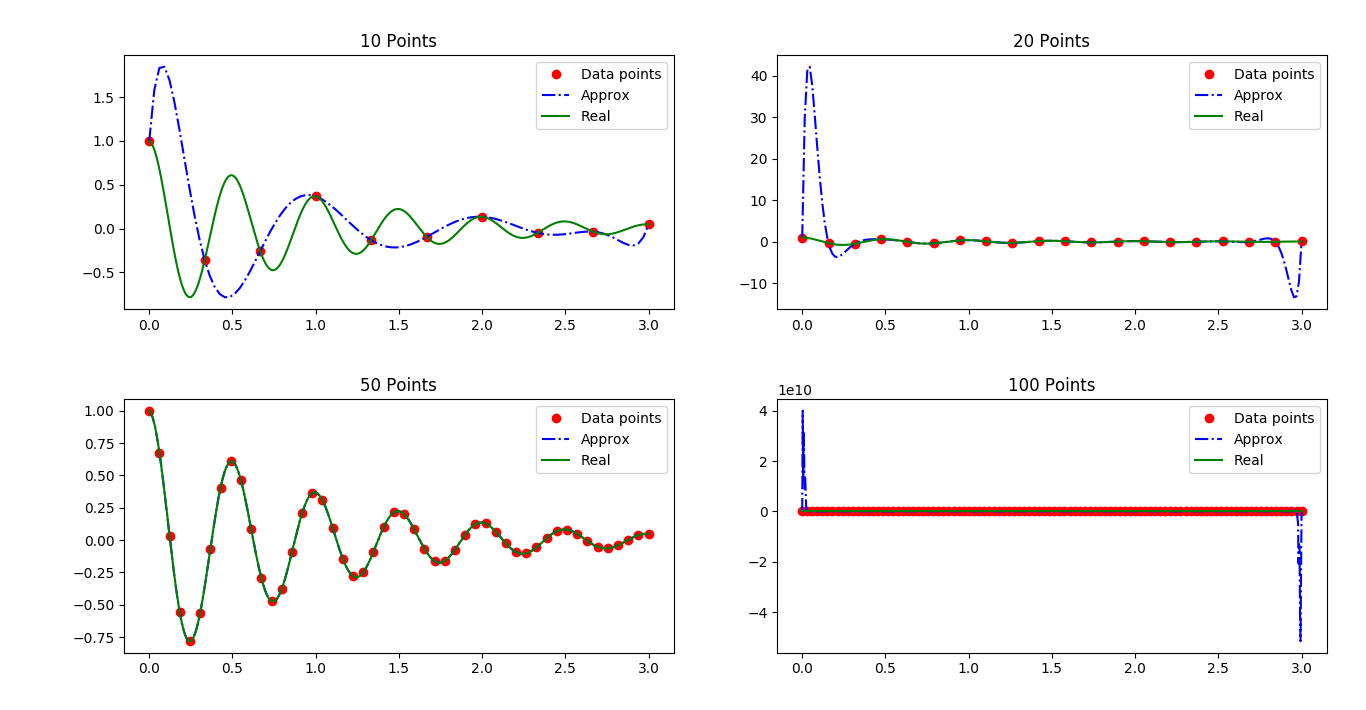 10 Points
Data points
Approx
Real
1.5
1.0
0.5
0.0
−0.5
0.0 0.5 1.0 1.5 2.0 2.5 3.0
20 Points
Data points
Approx
Real
40
30
20
10
0
−10
0.0 0.5 1.0 1.5 2.0 2.5 3.0
50 Points
Data points
Approx
Real
1.00
0.75
0.50
0.25
0.00
−0.25
−0.50
−0.75
0.0 0.5 1.0 1.5 2.0 2.5 3.0
100 Points
1e10
Data points
Approx
Real
4
2
0
−2
−4
0.0 0.5 1.0 1.5 2.0 2.5 3.0